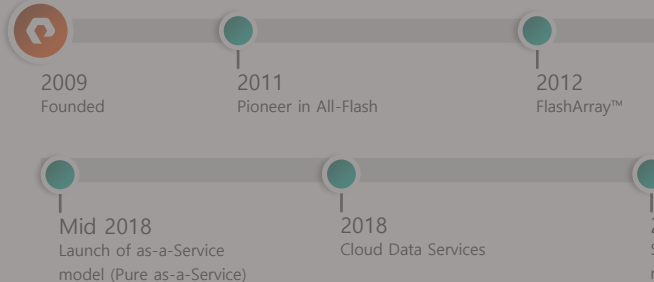 2009
Founded
2011
Pioneer in All-Flash
2012
FlashArray™
Mid 2018
Launch of as-a-Service
model (Pure as-a-Service)
2018
Cloud Data Services